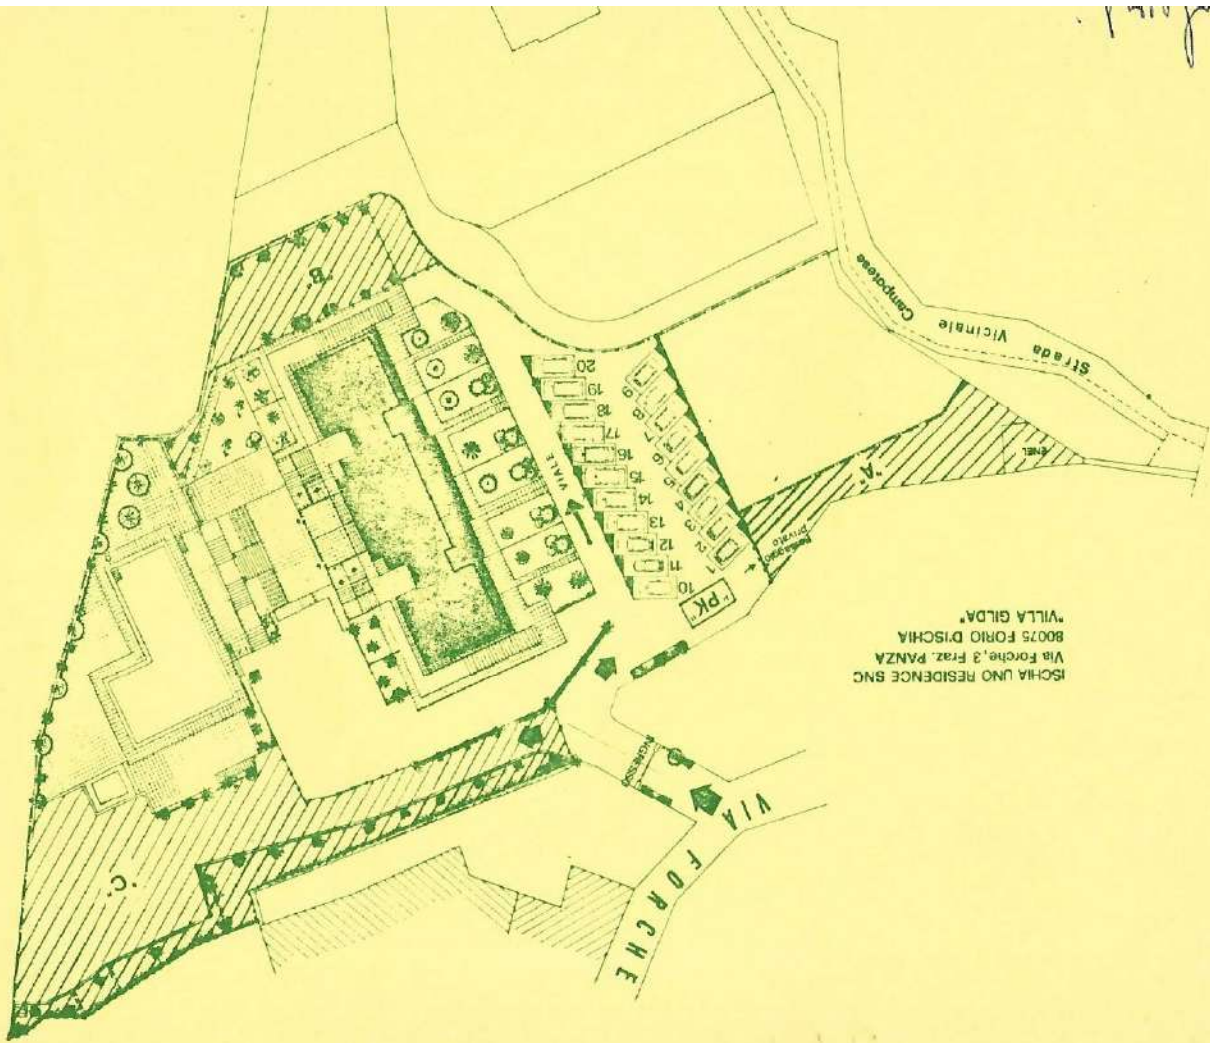 ISCHIA UNO RESIDENCE SNC
Via Forche, 3 Fraz. PANZA
80075 FORIO D'ISCHIA
"VILLA GILDA"
VIA FORCHE
INGRESSO
"C"
"PK"
passaggio
privato
"A"
ENEL
Strada Vicinale Campotese
VIALE
1
2
3
4
5
6
7
8
9
10
11
12
13
14
15
16
17
18
19
20
"B"